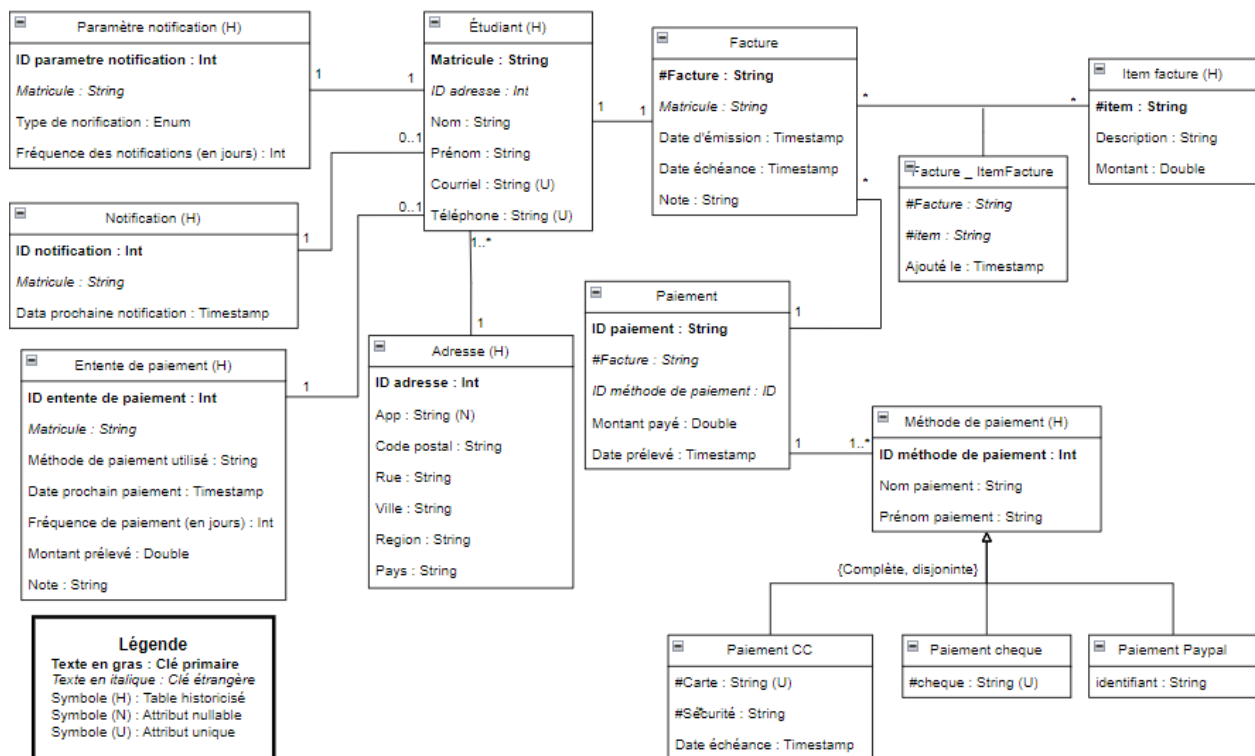 Paramètre notification (H)
ID parametre notification : Int
Matricule : String
Type de norification : Enum
Fréquence des notifications (en jours) : Int
1
1
Étudiant (H)
Matricule : String
ID adresse : Int
Nom : String
Prénom : String
Courriel : String (U)
Téléphone : String (U)
1
1
Facture
#Facture : String
Matricule : String
Date d'émission : Timestamp
Date échéance : Timestamp
Note : String
*
*
Item facture (H)
#item : String
Description : String
Montant : Double
Facture _ ItemFacture
#Facture : String
#item : String
Ajouté le : Timestamp
0..1
1
Notification (H)
ID notification : Int
Matricule : String
Data prochaine notification : Timestamp
0..1
1
Entente de paiement (H)
ID entente de paiement : Int
Matricule : String
Méthode de paiement utilisé : String
Date prochain paiement : Timestamp
Fréquence de paiement (en jours) : Int
Montant prélevé : Double
Note : String
1..*
1
Adresse (H)
ID adresse : Int
App : String (N)
Code postal : String
Rue : String
Ville : String
Region : String
Pays : String
*
1
Paiement
ID paiement : String
#Facture : String
ID méthode de paiement : ID
Montant payé : Double
Date prélevé : Timestamp
1
1..*
Méthode de paiement (H)
ID méthode de paiement : Int
Nom paiement : String
Prénom paiement : String
{Complète, disjoninte}
Paiement CC
#Carte : String (U)
#Sécurité : String
Date échéance : Timestamp
Paiement cheque
#cheque : String (U)
Paiement Paypal
identifiant : String
Légende
Texte en gras : Clé primaire
Texte en italique : Clé étrangère
Symbole (H) : Table historicisé
Symbole (N) : Attribut nullable
Symbole (U) : Attribut unique